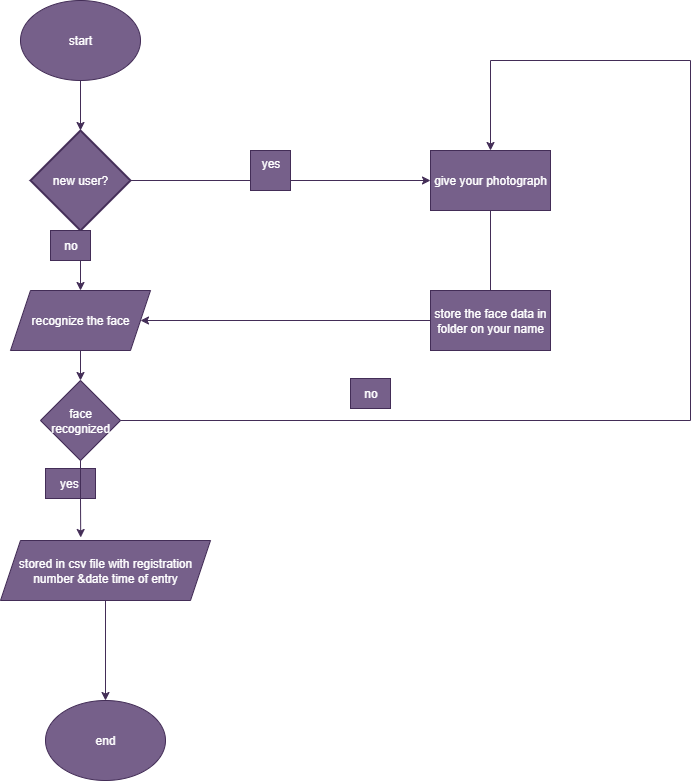 start
new user?
yes
give your photograph
no
recognize the face
store the face data in
folder on your name
no
face
recognized
yes
stored in csv file with registration
number &date time of entry
end